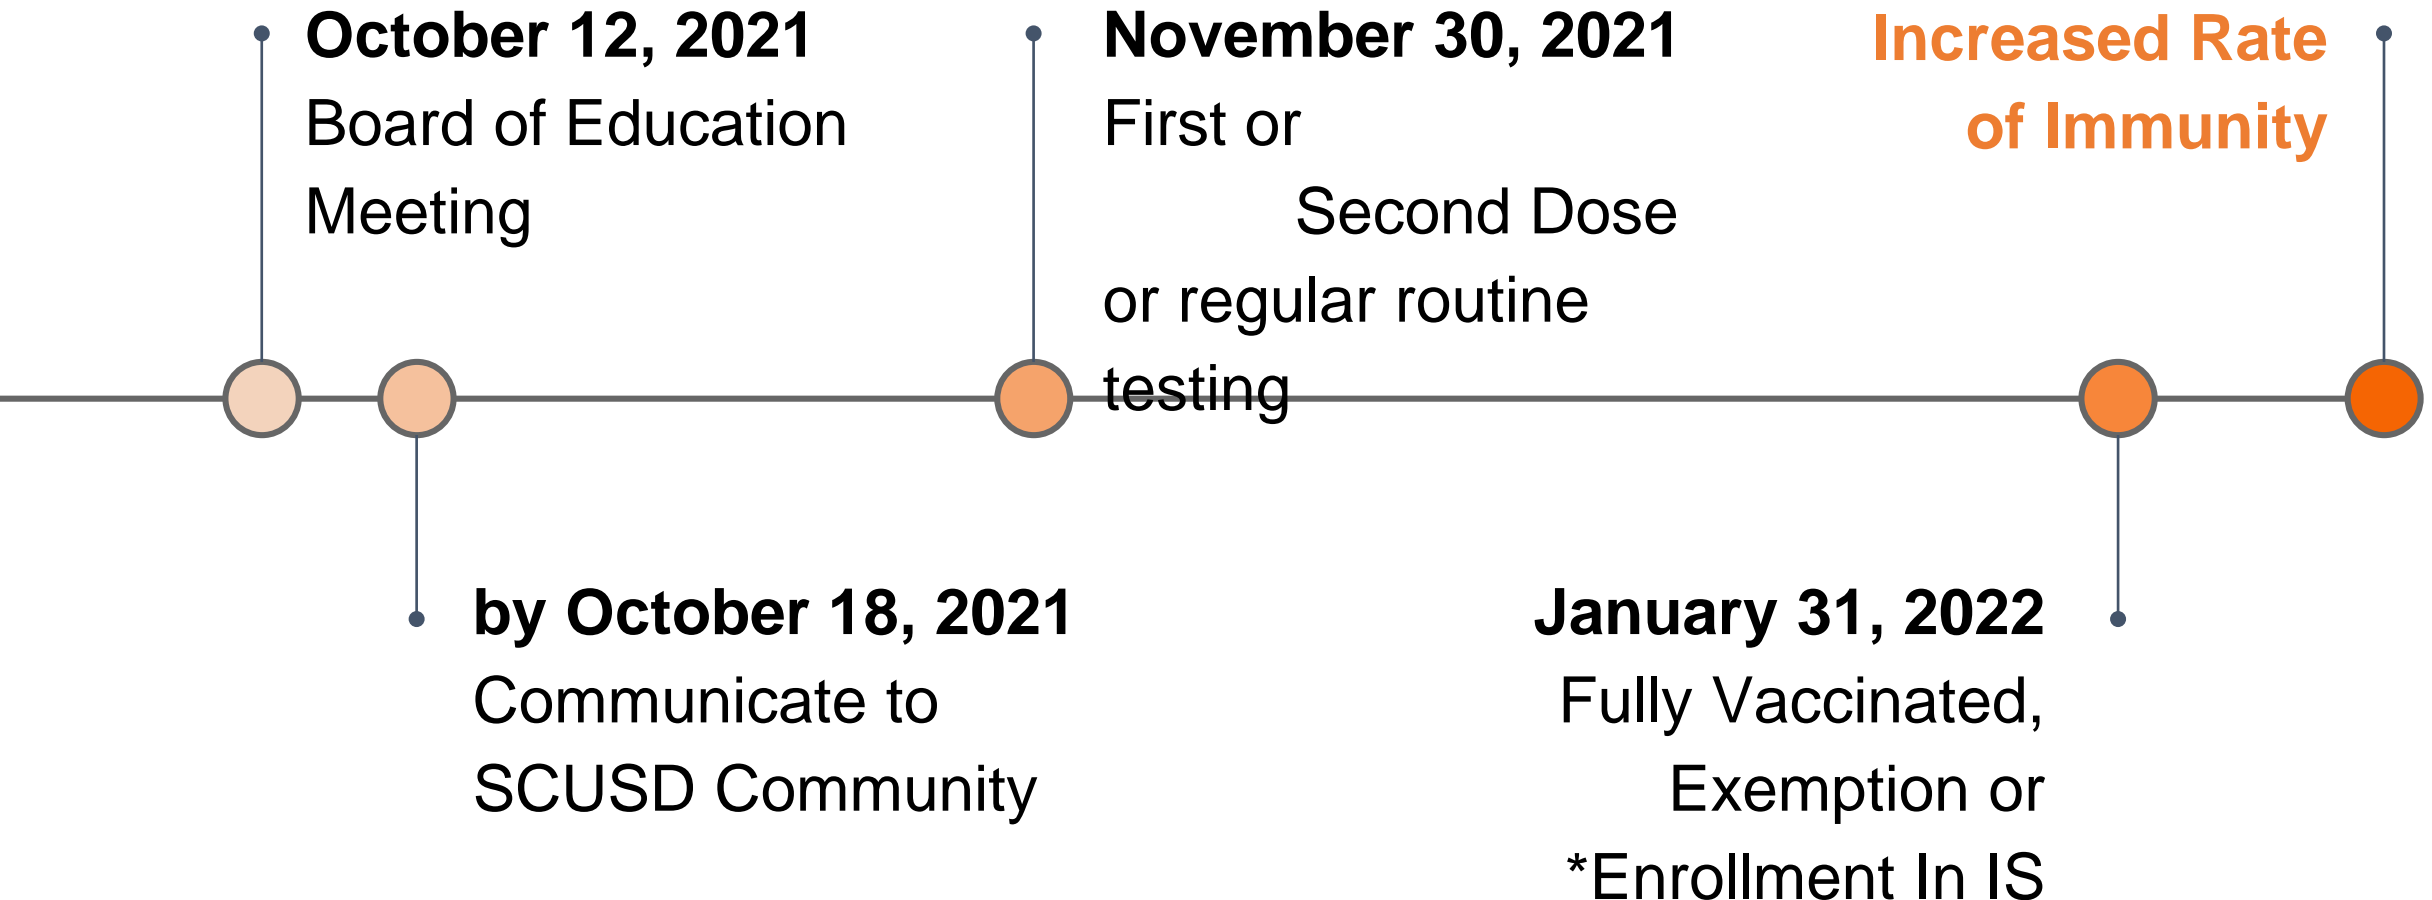 October 12, 2021
Board of Education
Meeting
November 30, 2021
First or
Second Dose
or regular routine
testing
Increased Rate
of Immunity
by October 18, 2021
Communicate to
SCUSD Community
January 31, 2022
Fully Vaccinated,
Exemption or
*Enrollment In IS